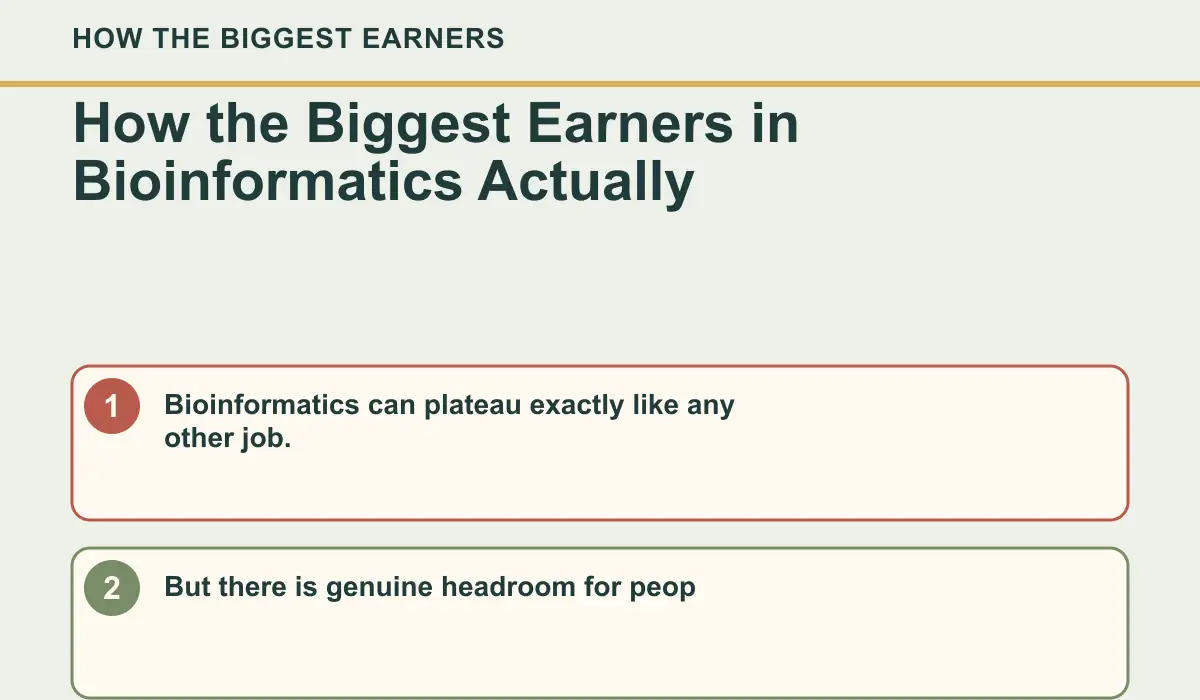 HOW THE BIGGEST EARNERS
How the Biggest Earners in
Bioinformatics Actually
1
Bioinformatics can plateau exactly like any
other job.
2
But there is genuine headroom for peop